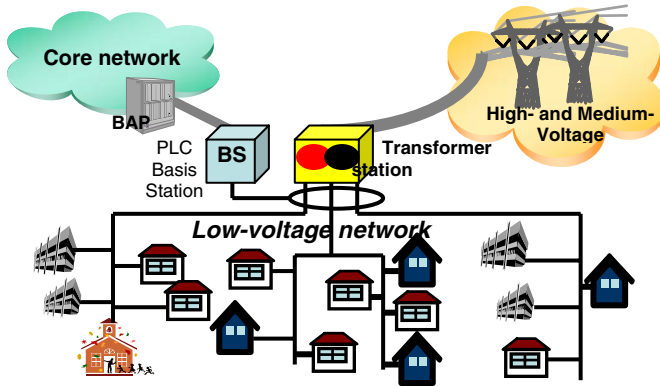 Core network
BAP
High- and Medium-
Voltage
PLC
Basis
Station
BS
Transformer
station
Low-voltage network